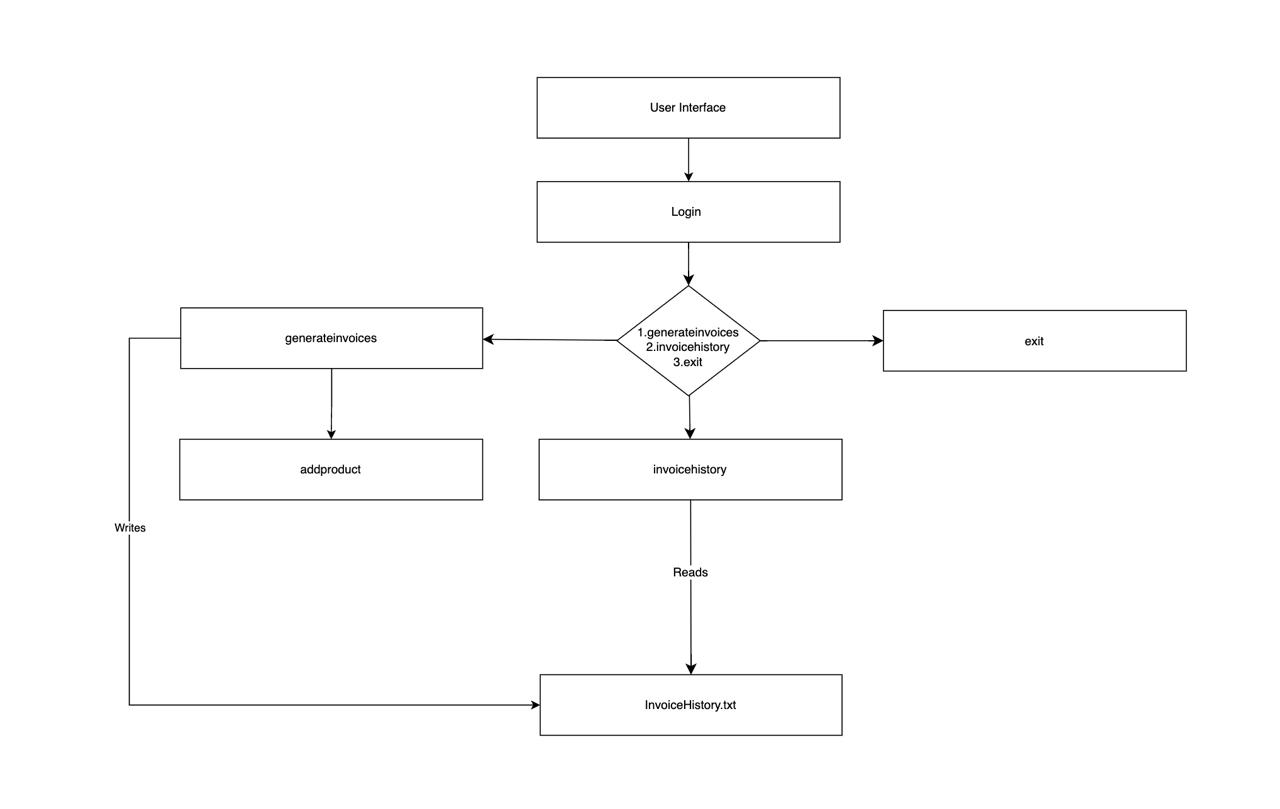 User Interface
Login
generateinvoices
1.generateinvoices
2.invoicehistory
3.exit
exit
addproduct
invoicehistory
Writes
Reads
InvoiceHistory.txt